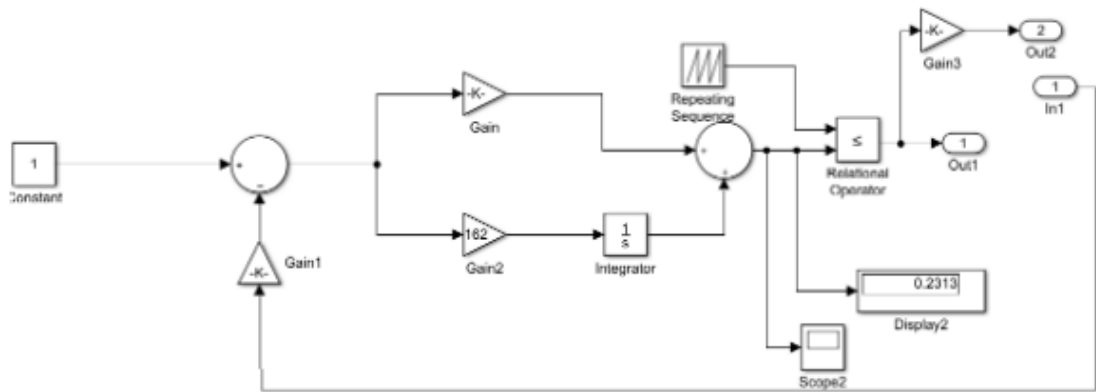 -K-
Gain3
2
Out2
1
In1
Repeating
Sequence
-K-
Gain
1
Constant
+
−
+
+
≤
Relational
Operator
1
Out1
-K-
Gain1
162
Gain2
1
s
Integrator
0.2313
Display2
Scope2